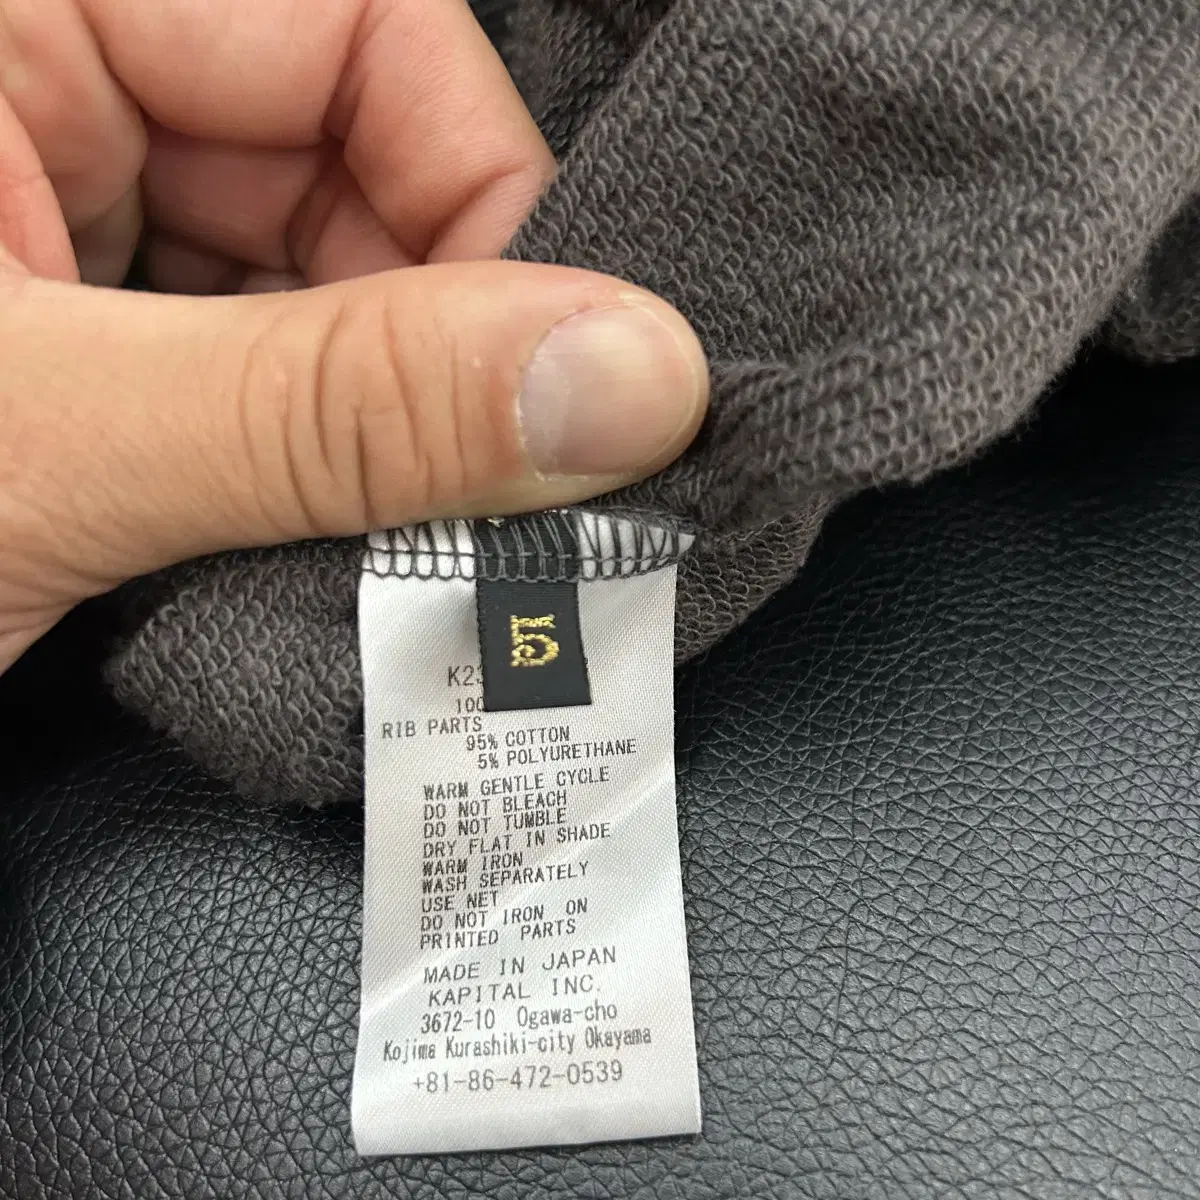 5
K23
100
RIB PARTS
95% COTTON
5% POLYURETHANE
WARM GENTLE CYCLE
DO NOT BLEACH
DO NOT TUMBLE
DRY FLAT IN SHADE
WARM IRON
WASH SEPARATELY
USE NET
DO NOT IRON ON
PRINTED PARTS
MADE IN JAPAN
KAPITAL INC.
3672-10 Ogawa-cho
Kojima Kurashiki-city Okayama
+81-86-472-0539